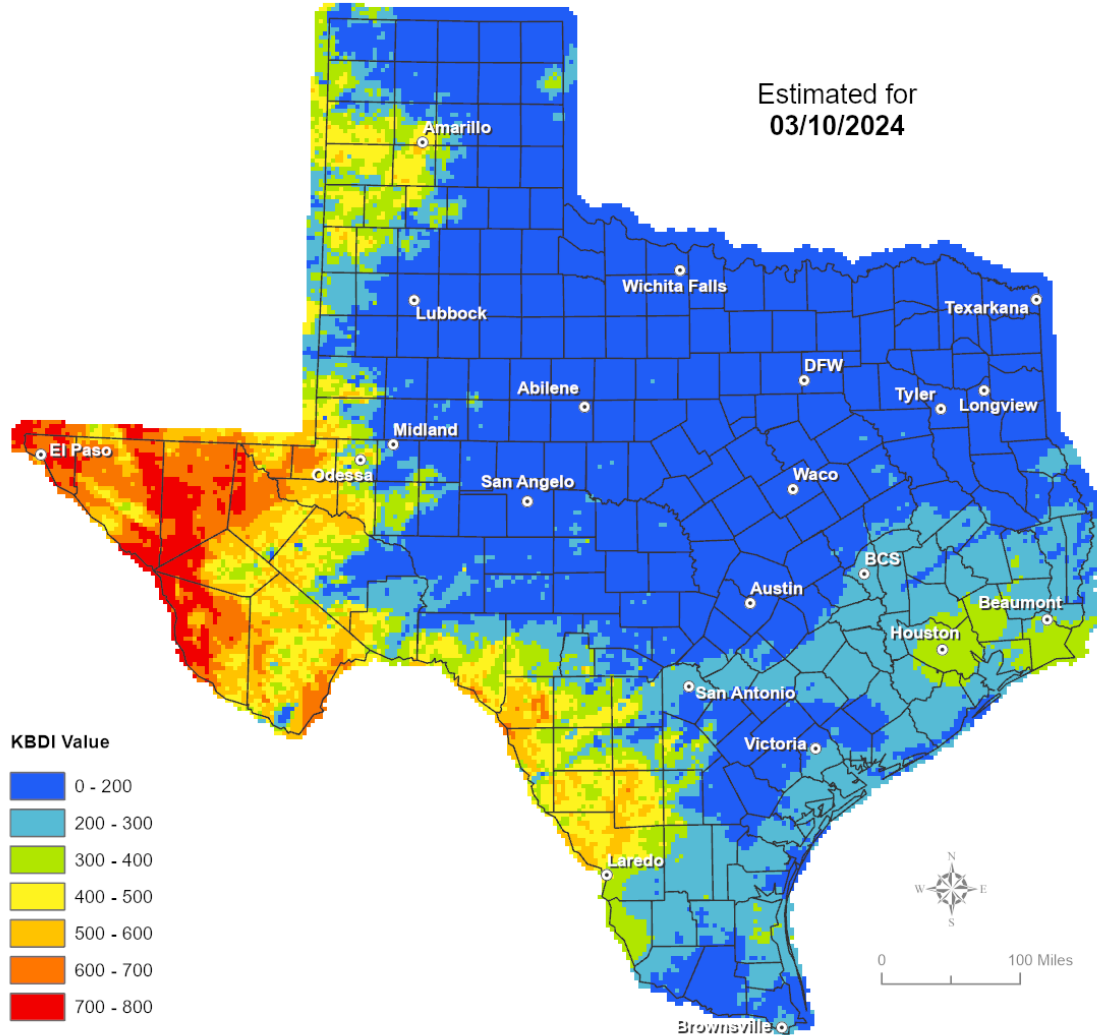 Estimated for
03/10/2024
Amarillo
Wichita Falls
Texarkana
Lubbock
DFW
Abilene
Tyler
Longview
Midland
El Paso
Odessa
San Angelo
Waco
BCS
Austin
Beaumont
Houston
San Antonio
Victoria
KBDI Value
0 - 200
200 - 300
300 - 400
400 - 500
500 - 600
600 - 700
700 - 800
Laredo
N
W E
S
0 100 Miles
Brownsville